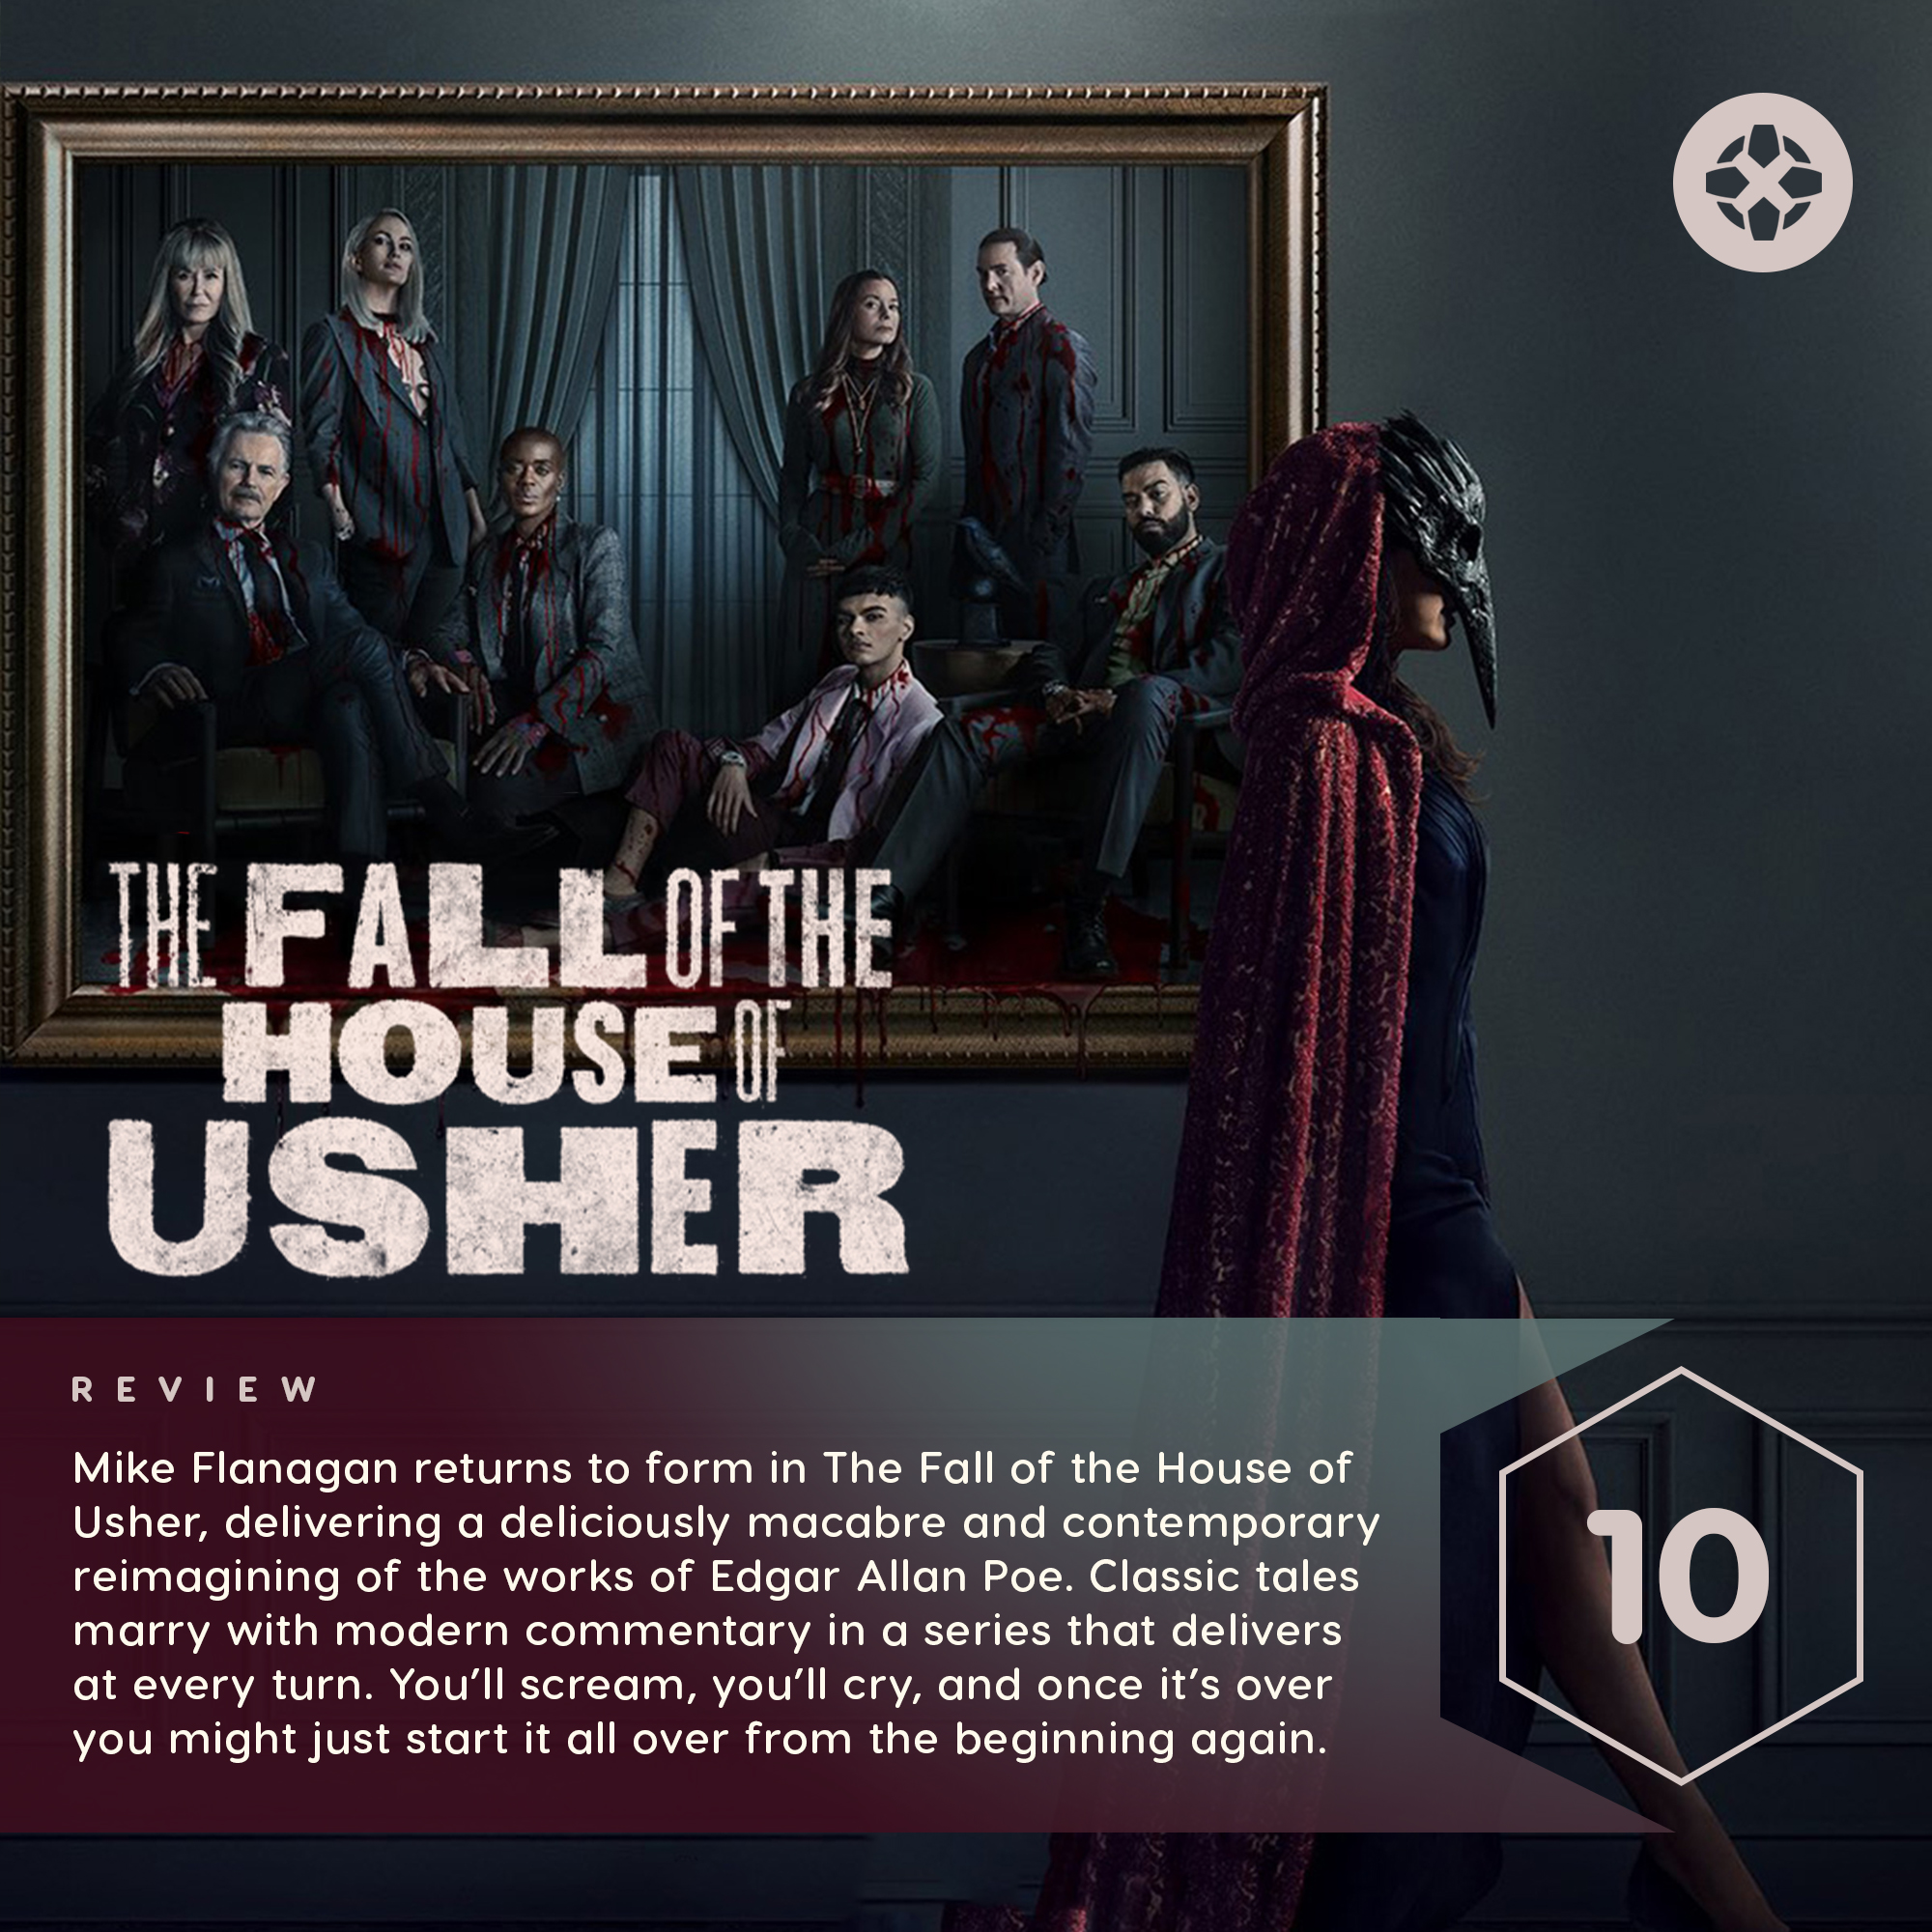 THE FALL OF THE
HOUSE OF
USHER
REVIEW
Mike Flanagan returns to form in The Fall of the House of
Usher, delivering a deliciously macabre and contemporary
reimagining of the works of Edgar Allan Poe. Classic tales
marry with modern commentary in a series that delivers
at every turn. You’ll scream, you’ll cry, and once it’s over
you might just start it all over from the beginning again.
10